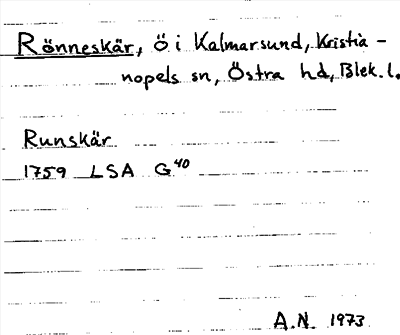 Rönneskär, ö i Kalmarsund, Kristia-
nopels sn, Östra hd, Blek. l.
Runskär
1759 LSA G40
A.N. 1973